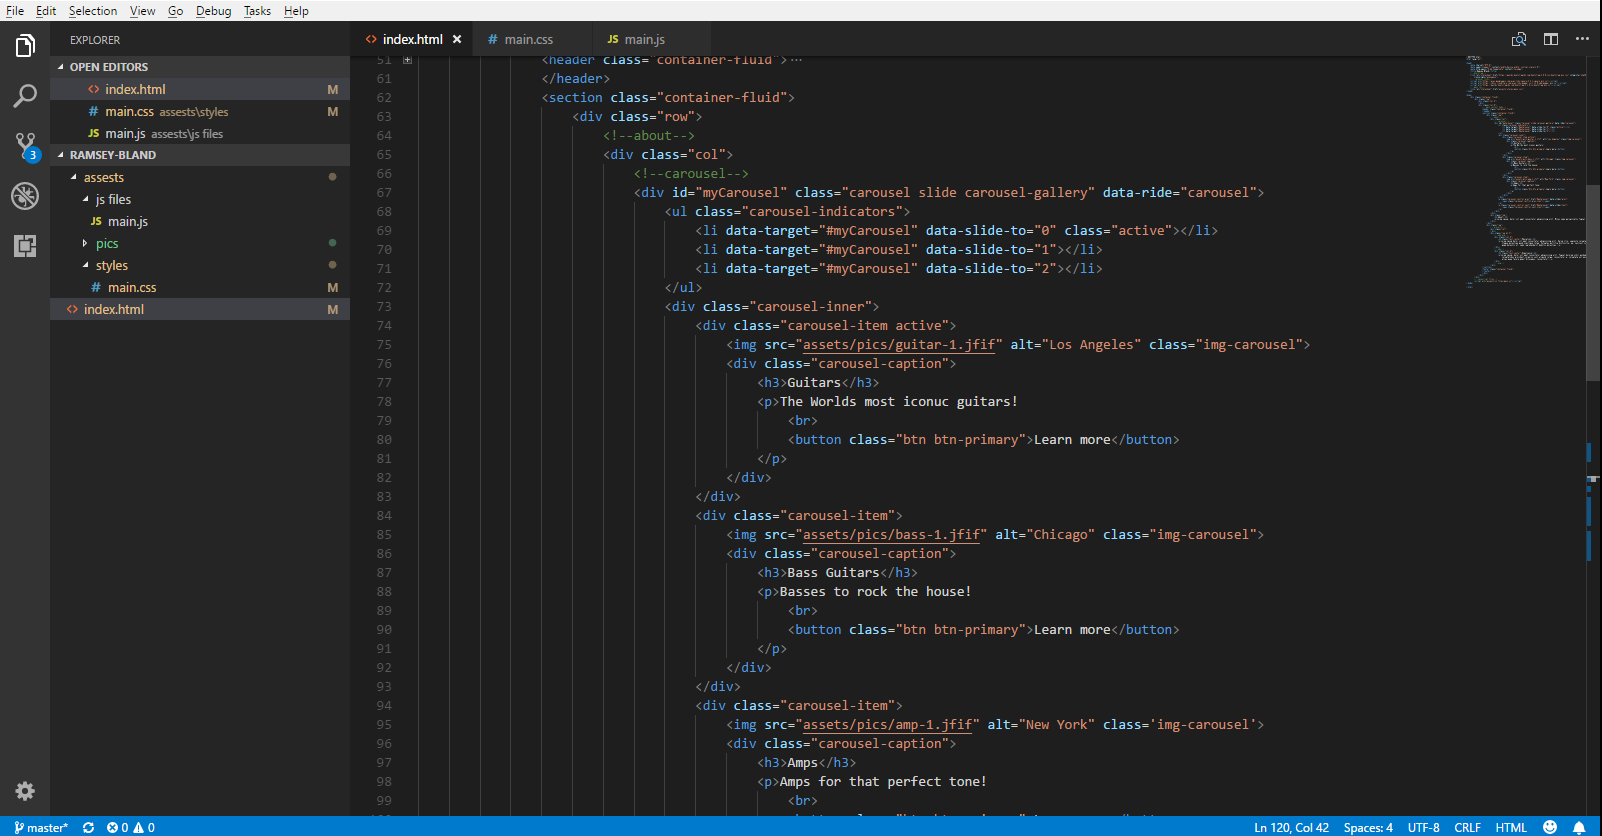 File Edit Selection View Go Debug Tasks Help
EXPLORER
OPEN EDITORS
<> index.html M
# main.css assests\styles M
JS main.js assests\js files
3
RAMSEY-BLAND
assests
js files
JS main.js
pics
styles
# main.css M
<> index.html M
<> index.html ×
# main.css
JS main.js
51 <header class="container-fluid">···
61 </header>
62 <section class="container-fluid">
63 <div class="row">
64 <!--about-->
65 <div class="col">
66 <!--carousel-->
67 <div id="myCarousel" class="carousel slide carousel-gallery" data-ride="carousel">
68 <ul class="carousel-indicators">
69 <li data-target="#myCarousel" data-slide-to="0" class="active"></li>
70 <li data-target="#myCarousel" data-slide-to="1"></li>
71 <li data-target="#myCarousel" data-slide-to="2"></li>
72 </ul>
73 <div class="carousel-inner">
74 <div class="carousel-item active">
75 <img src="assets/pics/guitar-1.jfif" alt="Los Angeles" class="img-carousel">
76 <div class="carousel-caption">
77 <h3>Guitars</h3>
78 <p>The Worlds most iconuc guitars!
79 <br>
80 <button class="btn btn-primary">Learn more</button>
81 </p>
82 </div>
83 </div>
84 <div class="carousel-item">
85 <img src="assets/pics/bass-1.jfif" alt="Chicago" class="img-carousel">
86 <div class="carousel-caption">
87 <h3>Bass Guitars</h3>
88 <p>Basses to rock the house!
89 <br>
90 <button class="btn btn-primary">Learn more</button>
91 </p>
92 </div>
93 </div>
94 <div class="carousel-item">
95 <img src="assets/pics/amp-1.jfif" alt="New York" class='img-carousel'>
96 <div class="carousel-caption">
97 <h3>Amps</h3>
98 <p>Amps for that perfect tone!
99 <br>
master* 0 0 Ln 120, Col 42 Spaces: 4 UTF-8 CRLF HTML